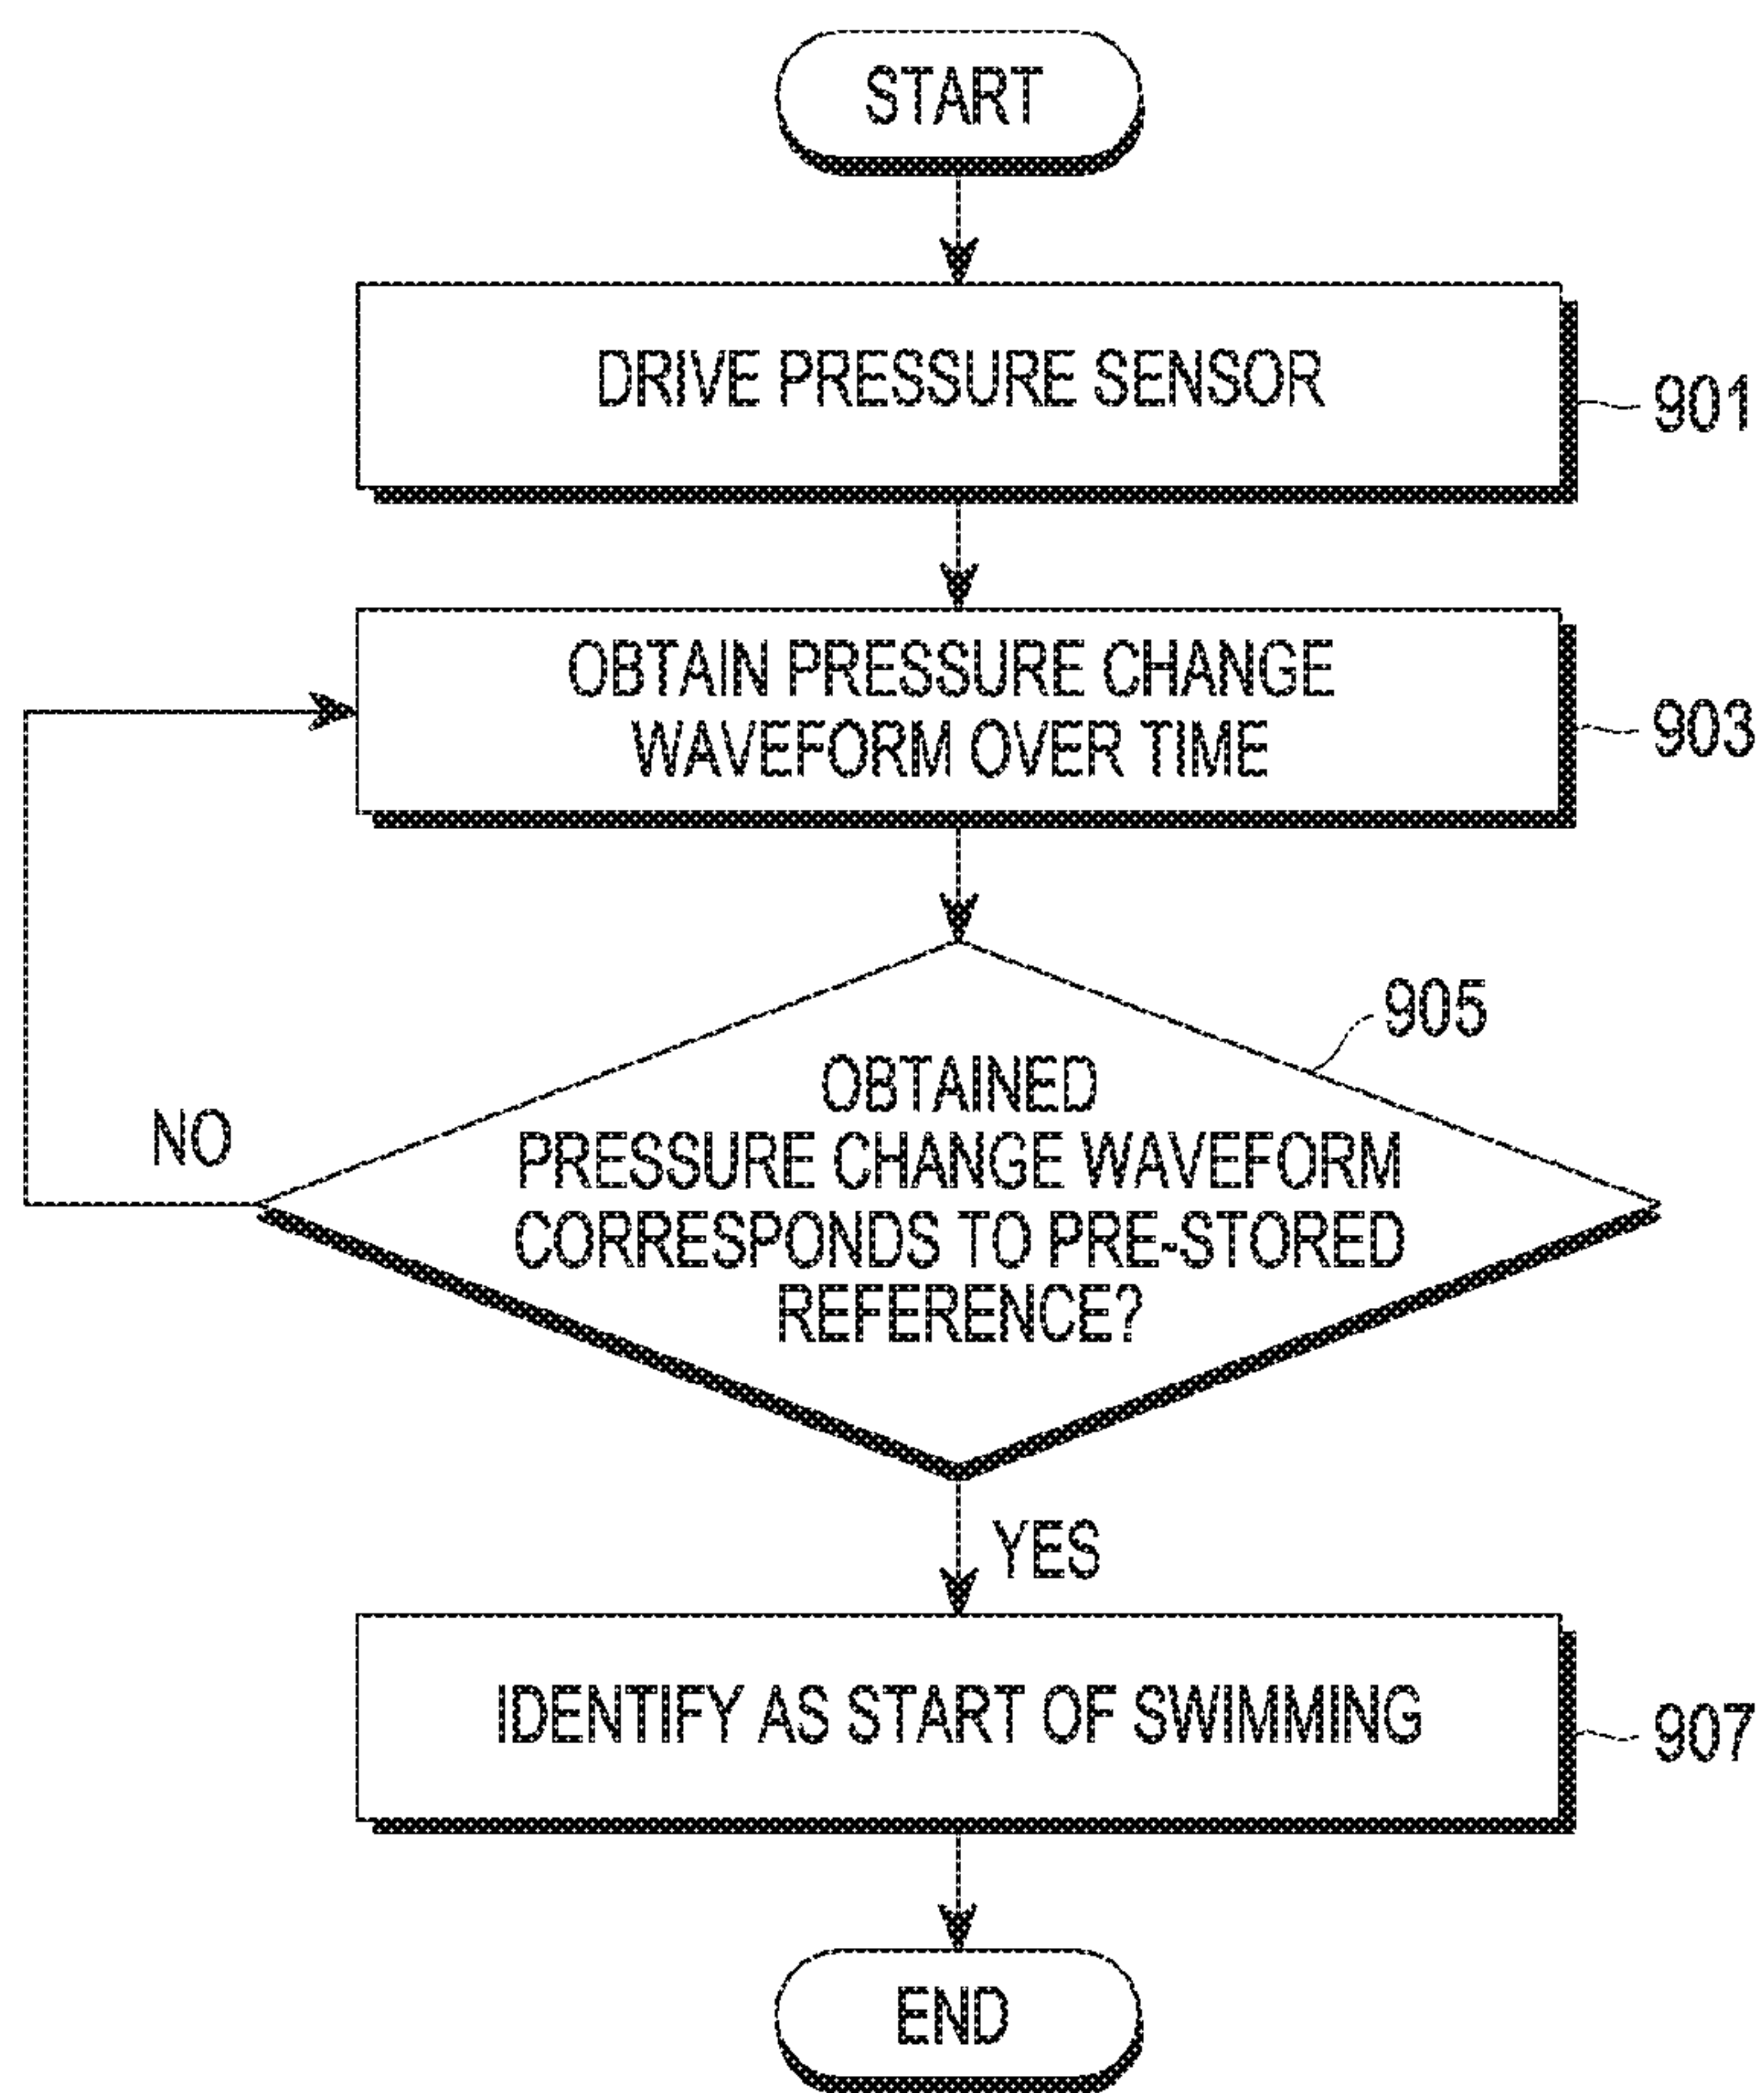 START
DRIVE PRESSURE SENSOR
901
OBTAIN PRESSURE CHANGE
WAVEFORM OVER TIME
903
905
OBTAINED
PRESSURE CHANGE WAVEFORM
CORRESPONDS TO PRE-STORED
REFERENCE?
NO
YES
IDENTIFY AS START OF SWIMMING
907
END